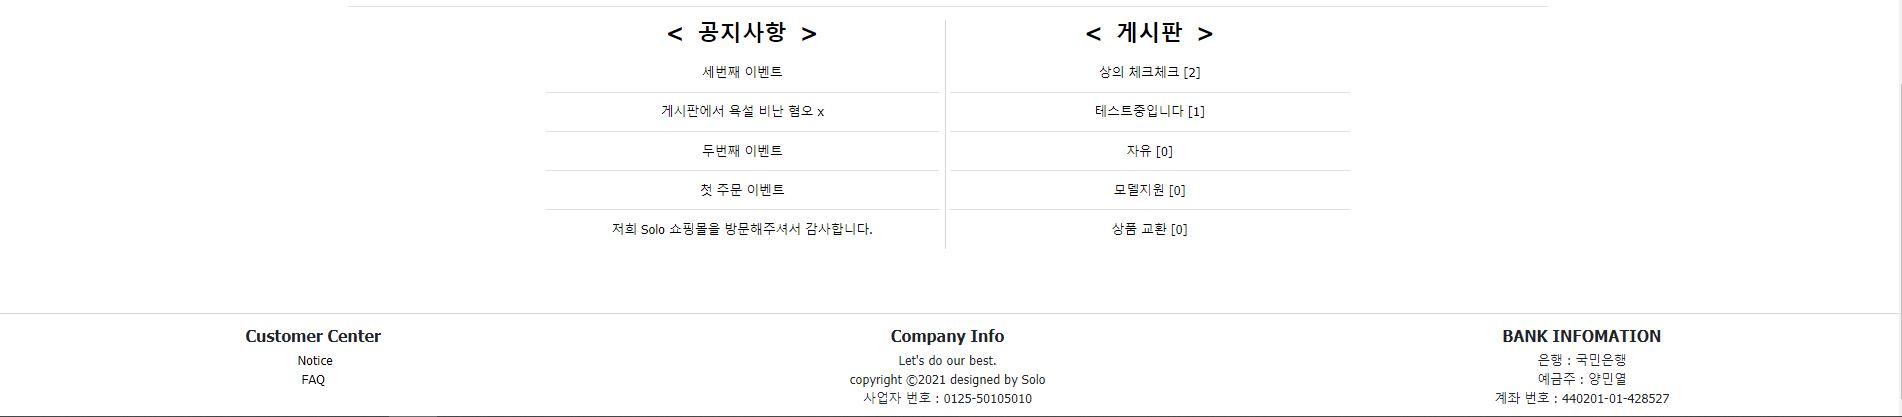 < 공지사항 >
세번째 이벤트
게시판에서 욕설 비난 혐오 x
두번째 이벤트
첫 주문 이벤트
저희 Solo 쇼핑몰을 방문해주셔서 감사합니다.
< 게시판 >
상의 체크체크 [2]
테스트중입니다 [1]
자유 [0]
모델지원 [0]
상품 교환 [0]
Customer Center
Notice
FAQ
Company Info
Let's do our best.
copyright ©2021 designed by Solo
사업자 번호 : 0125-50105010
BANK INFOMATION
은행 : 국민은행
예금주 : 양민열
계좌 번호 : 440201-01-428527